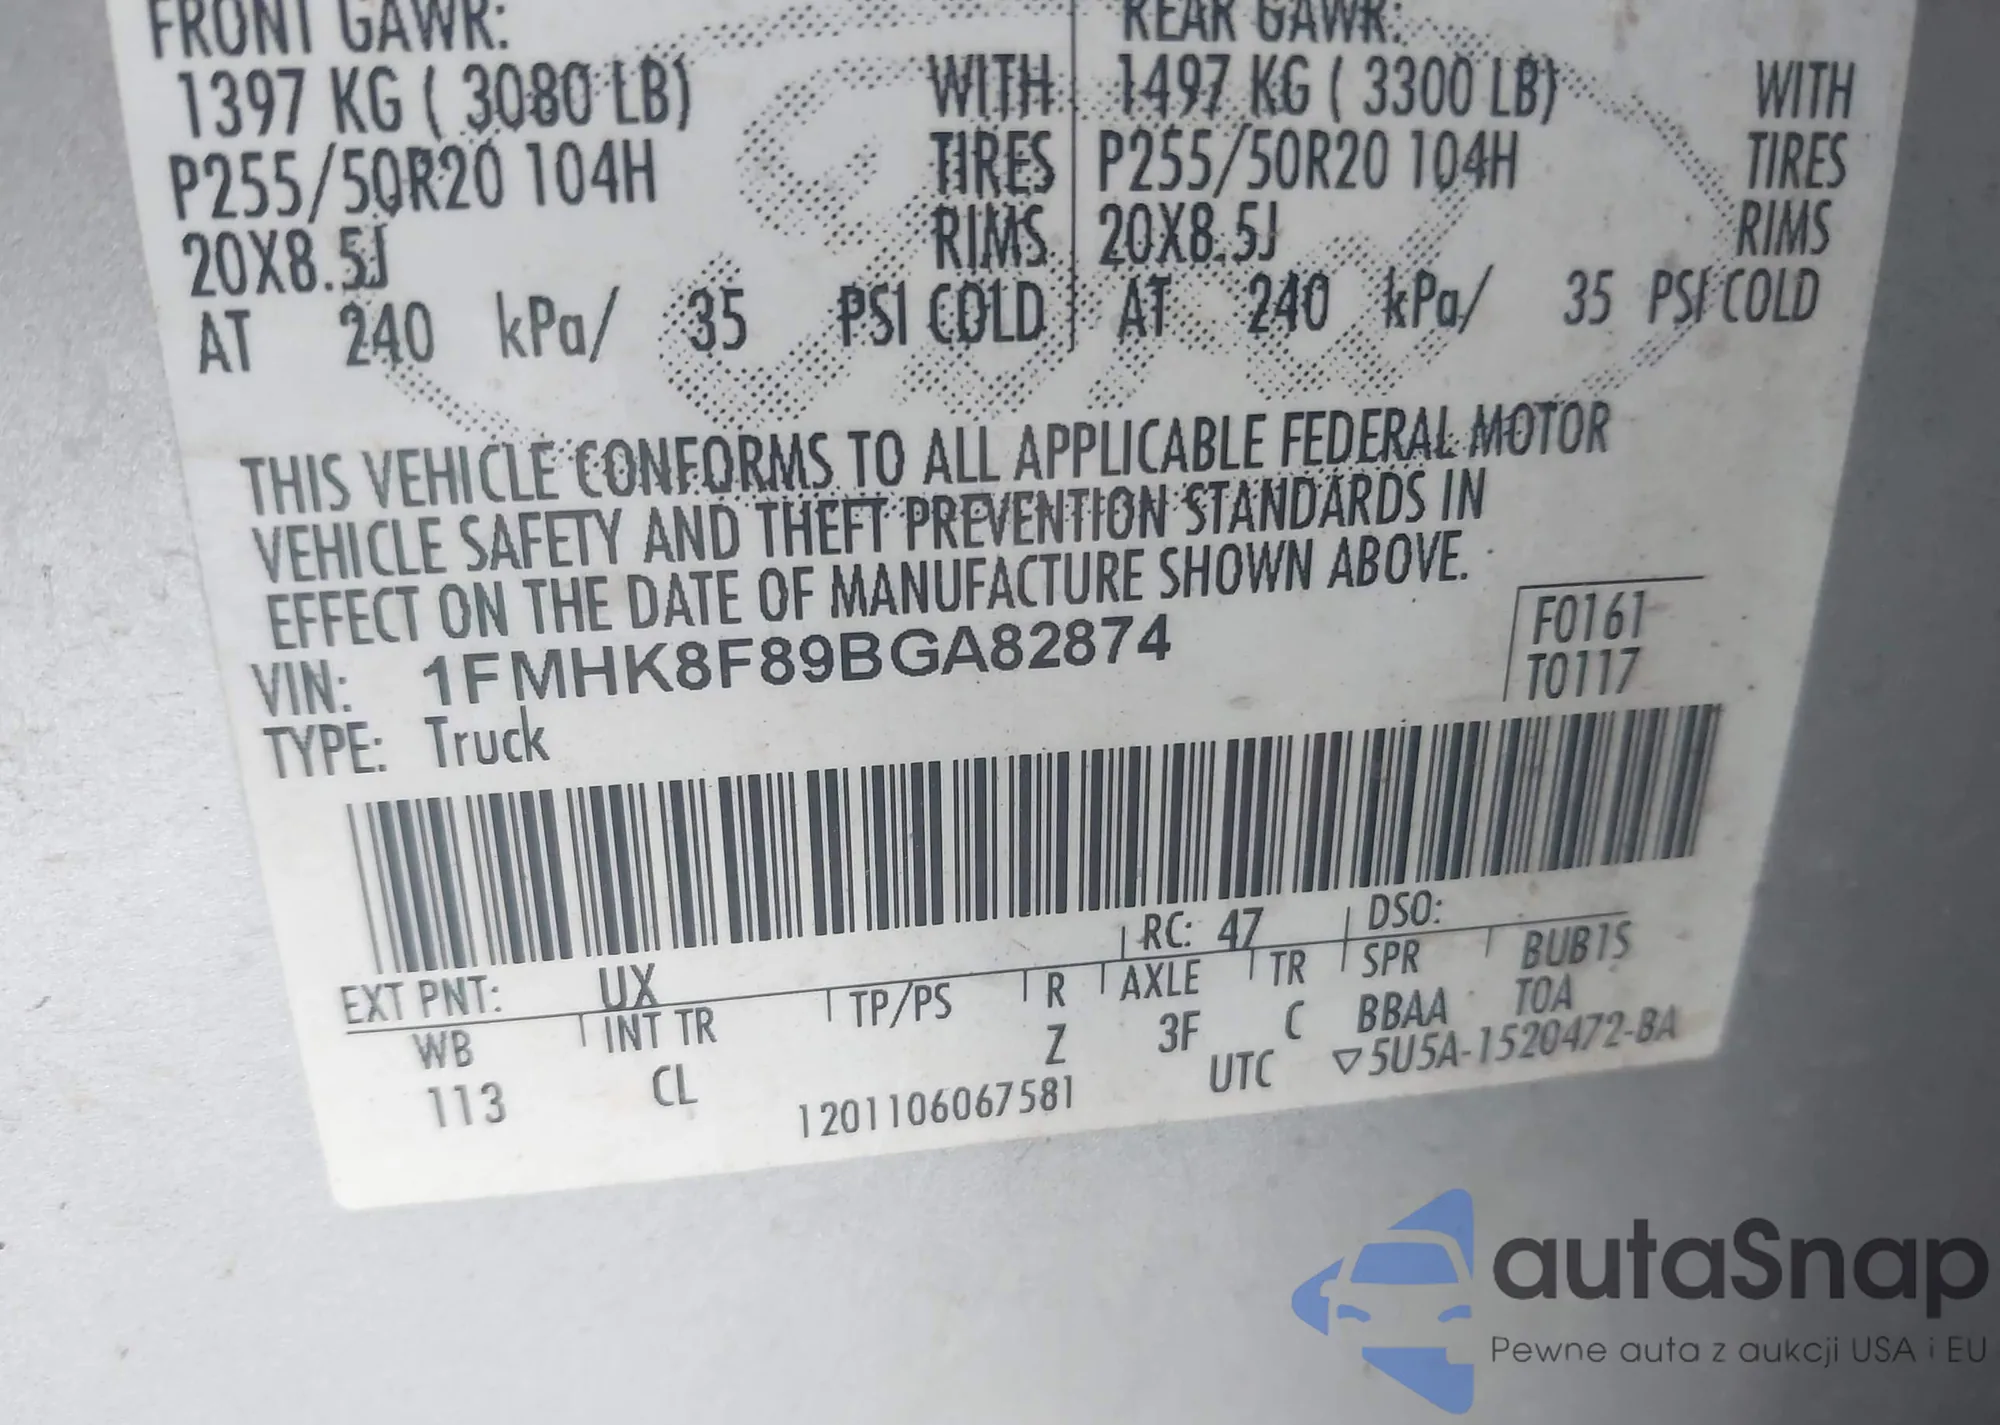 FRONT GAWR: REAR GAWR:
1397 KG ( 3080 LB) WITH 1497 KG ( 3300 LB) WITH
P255/50R20 104H TIRES P255/50R20 104H TIRES
20X8.5J RIMS 20X8.5J RIMS
AT 240 kPa/ 35 PSI COLD AT 240 kPa/ 35 PSI COLD
THIS VEHICLE CONFORMS TO ALL APPLICABLE FEDERAL MOTOR
VEHICLE SAFETY AND THEFT PREVENTION STANDARDS IN
EFFECT ON THE DATE OF MANUFACTURE SHOWN ABOVE.
F0161
VIN: 1FMHK8F89BGA82874
T0117
TYPE: Truck
EXT PNT: UX RC: 47 DSO:
WB INT TR TP/PS R AXLE TR SPR BUB1S
113 CL Z 3F C BBAA TOA
1201106067581 UTC ▽5U5A-1520472-BA
autaSnap
Pewne auta z aukcji USA i EU